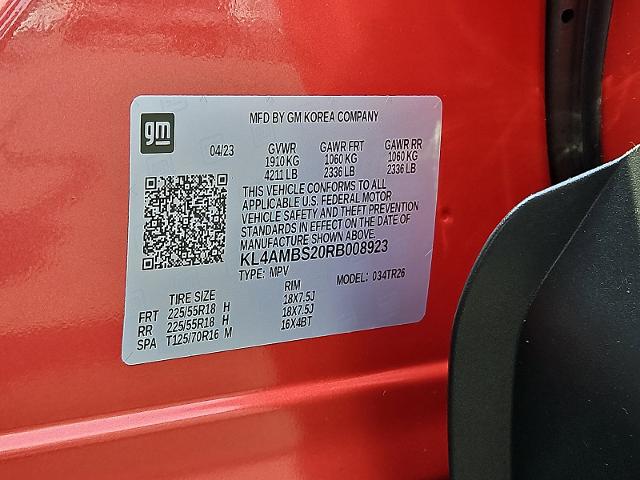 gm
MFD BY GM KOREA COMPANY
04/23 GVWR GAWR FRT GAWR RR
1910 KG 1060 KG 1060 KG
4211 LB 2336 LB 2336 LB
THIS VEHICLE CONFORMS TO ALL
APPLICABLE U.S. FEDERAL MOTOR
VEHICLE SAFETY AND THEFT PREVENTION
STANDARDS IN EFFECT ON THE DATE OF
MANUFACTURE SHOWN ABOVE.
KL4AMBS20RB008923
TYPE: MPV MODEL: 034TR26
TIRE SIZE RIM
FRT 225/55R18 H 18X7.5J
RR 225/55R18 H 18X7.5J
SPA T125/70R16 M 16X4BT